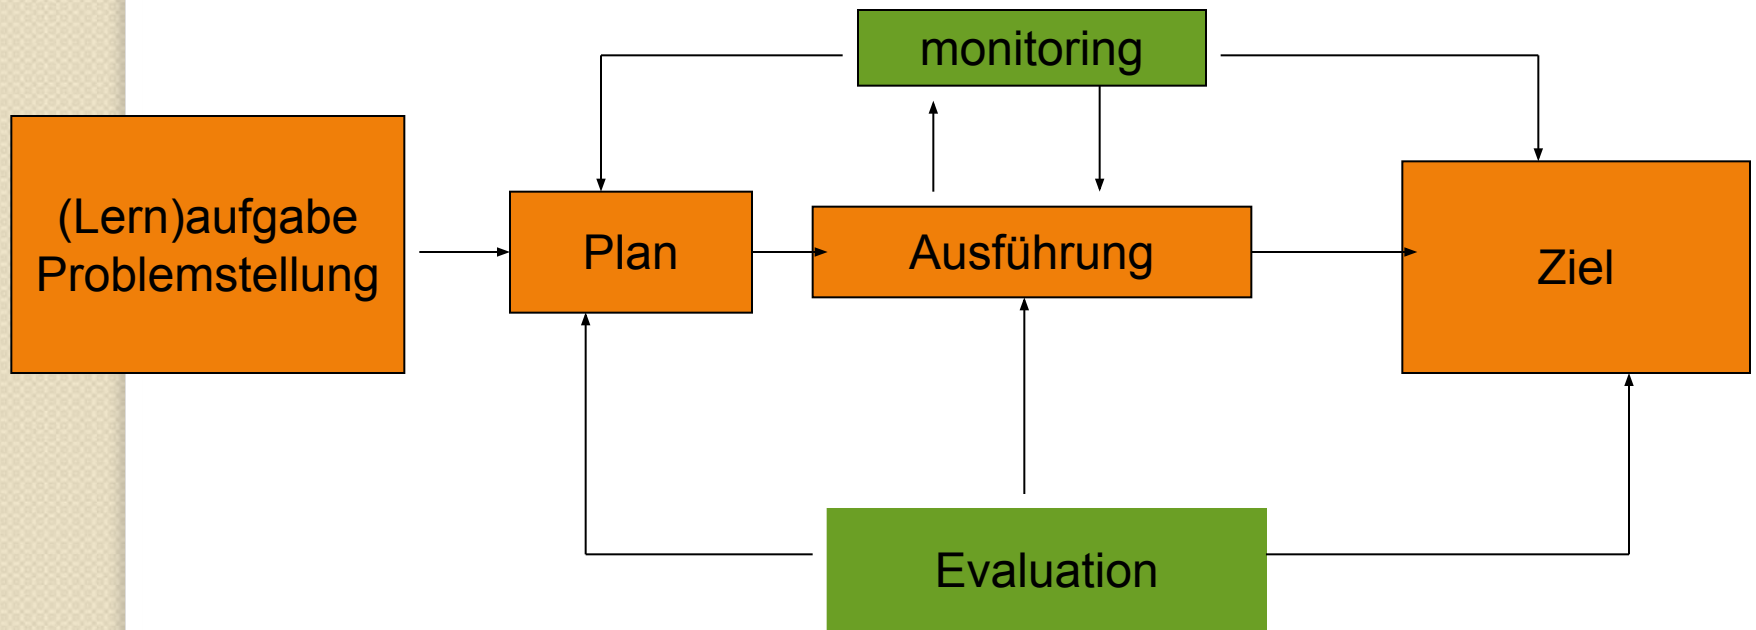 monitoring
(Lern)aufgabe
Problemstellung
Plan
Ausführung
Ziel
Evaluation